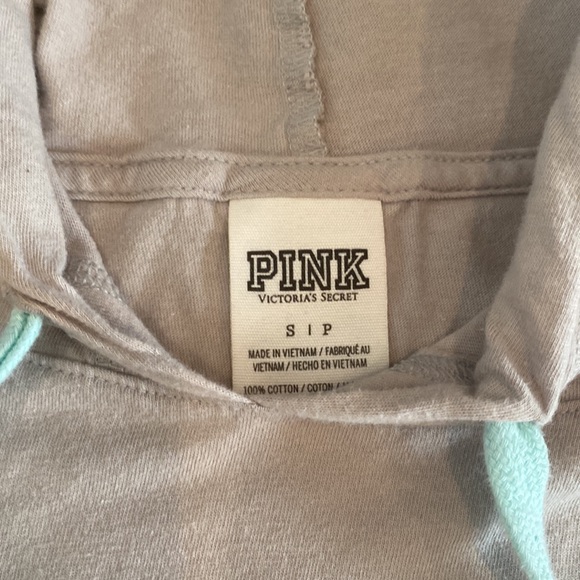 PINK
VICTORIA'S SECRET
S | P
MADE IN VIETNAM / FABRIQUÉ AU
VIETNAM / HECHO EN VIETNAM
100% COTTON / COTON /